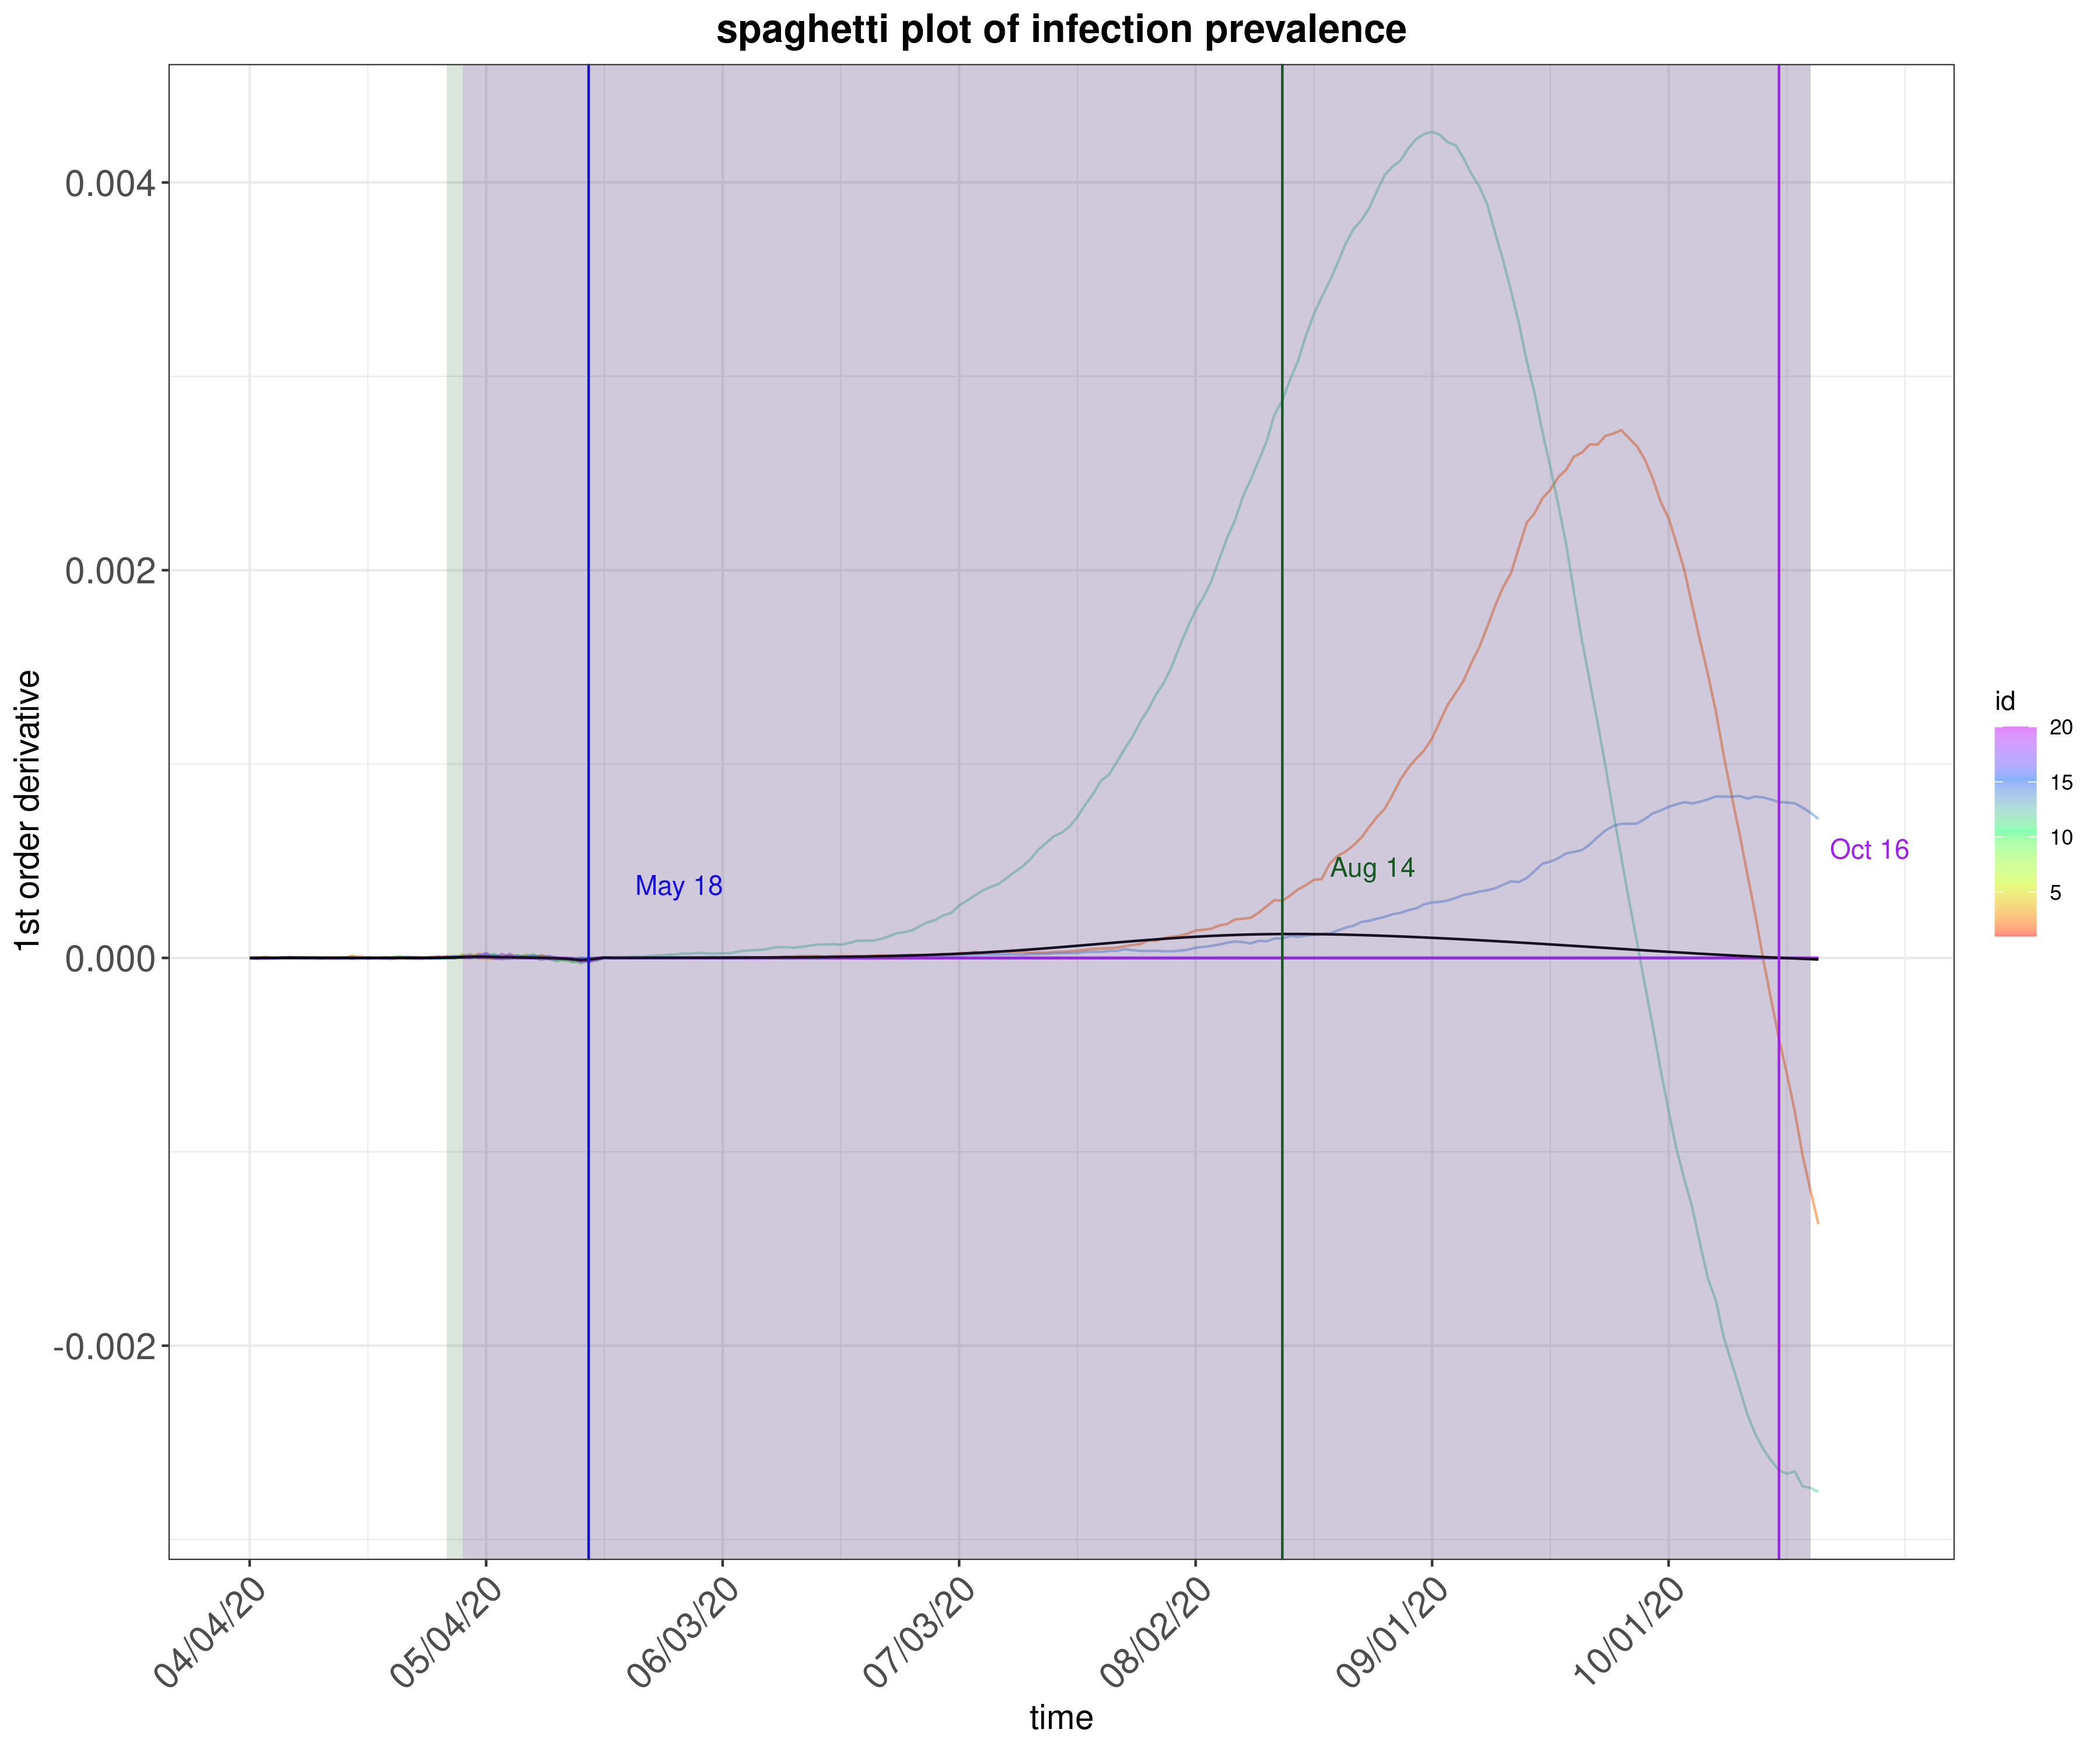 spaghetti plot of infection prevalence
1st order derivative
0.004
0.002
0.000
-0.002
May 18
Aug 14
Oct 16
id
20
15
10
5
04/04/20
05/04/20
06/03/20
07/03/20
08/02/20
09/01/20
10/01/20
time